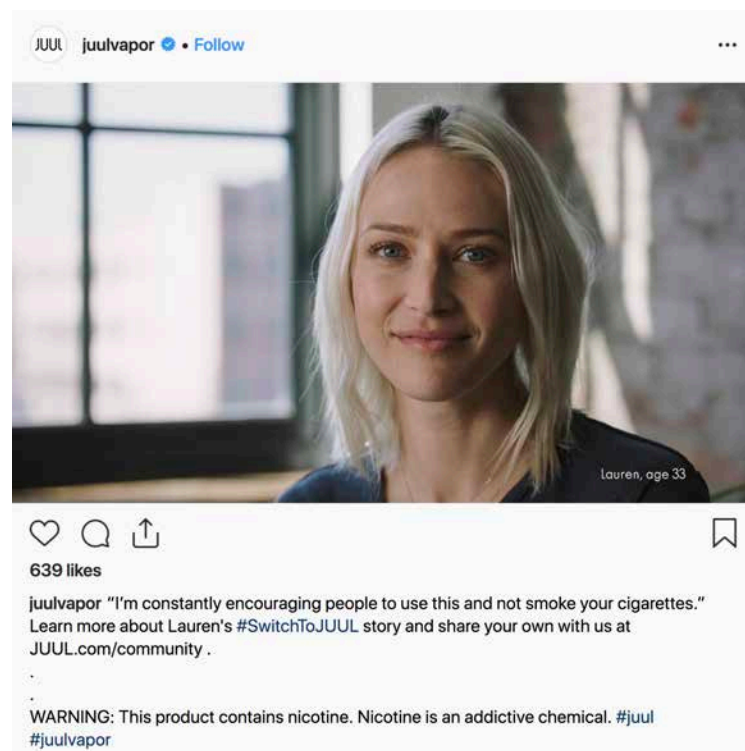 JUUL juulvapor • Follow
lauren, age 33
639 likes
juulvapor “I’m constantly encouraging people to use this and not smoke your cigarettes.”
Learn more about Lauren's #SwitchToJUUL story and share your own with us at
JUUL.com/community .
.
.
WARNING: This product contains nicotine. Nicotine is an addictive chemical. #juul
#juulvapor